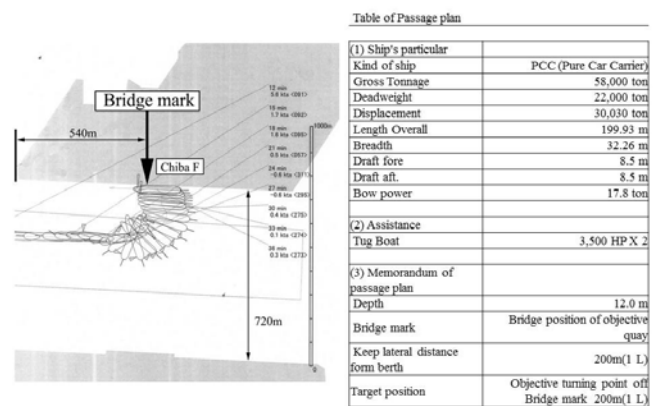 Table of Passage plan
(1) Ship's particular
Kind of ship PCC (Pure Car Carrier)
Gross Tonnage 58,000 ton
Deadweight 22,000 ton
Displacement 30,030 ton
Length Overall 199.93 m
Breadth 32.26 m
Draft fore 8.5 m
Draft aft. 8.5 m
Bow power 17.8 ton
(2) Assistance
Tug Boat 3,500 HP X 2
(3) Memorandum of
passage plan
Depth 12.0 m
Bridge mark Bridge position of objective
quay
Keep lateral distance
form berth 200m(1 L)
Target position Objective turning point off
Bridge mark 200m(1 L)
Bridge mark
540m
Chiba F
720m
1000m
0
12 min
15 min
18 min
21 min
24 min
27 min
30 min
33 min
36 min